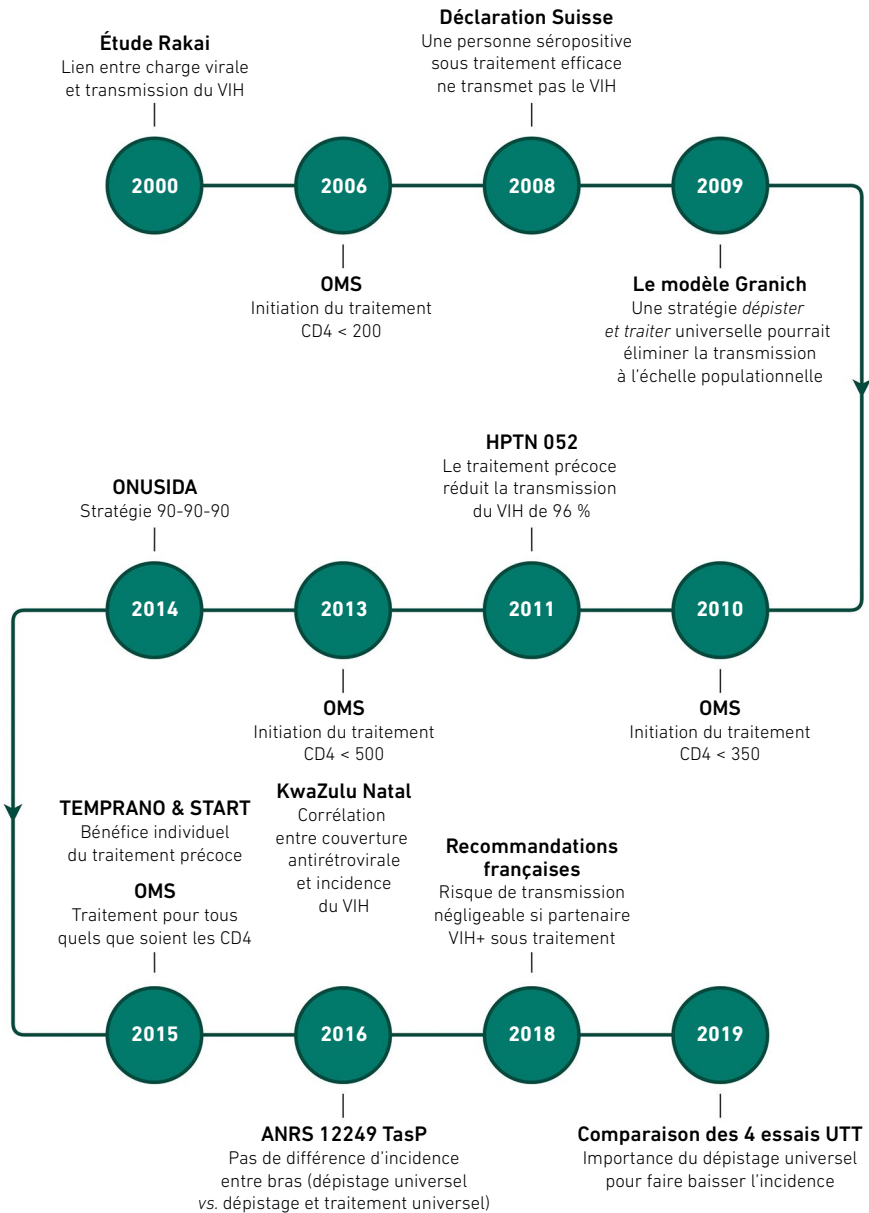 Étude Rakai
Lien entre charge virale
et transmission du VIH
2000
2006
OMS
Initiation du traitement
CD4 < 200
Déclaration Suisse
Une personne séropositive
sous traitement efficace
ne transmet pas le VIH
2008
2009
Le modèle Granich
Une stratégie dépister
et traiter universelle pourrait
éliminer la transmission
à l’échelle populationnelle
2010
OMS
Initiation du traitement
CD4 < 350
HPTN 052
Le traitement précoce
réduit la transmission
du VIH de 96 %
2011
2013
OMS
Initiation du traitement
CD4 < 500
ONUSIDA
Stratégie 90-90-90
2014
TEMPRANO & START
Bénéfice individuel
du traitement précoce
OMS
Traitement pour tous
quels que soient les CD4
2015
KwaZulu Natal
Corrélation
entre couverture
antirétrovirale
et incidence
du VIH
2016
ANRS 12249 TasP
Pas de différence d’incidence
entre bras (dépistage universel
vs. dépistage et traitement universel)
Recommandations
françaises
Risque de transmission
négligeable si partenaire
VIH+ sous traitement
2018
2019
Comparaison des 4 essais UTT
Importance du dépistage universel
pour faire baisser l’incidence